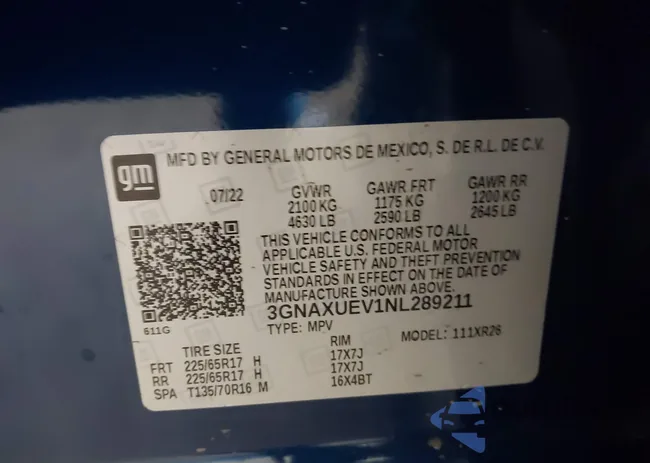 gm
MFD BY GENERAL MOTORS DE MEXICO, S. DE R.L. DE C.V.
07/22 GVWR GAWR FRT GAWR RR
2100 KG 1175 KG 1200 KG
4630 LB 2590 LB 2645 LB
THIS VEHICLE CONFORMS TO ALL
APPLICABLE U.S. FEDERAL MOTOR
VEHICLE SAFETY AND THEFT PREVENTION
STANDARDS IN EFFECT ON THE DATE OF
MANUFACTURE SHOWN ABOVE.
611G
3GNAXUEV1NL289211
TYPE: MPV MODEL: 111XR26
TIRE SIZE RIM
FRT 225/65R17 H 17X7J
RR 225/65R17 H 17X7J
SPA T135/70R16 M 16X4BT